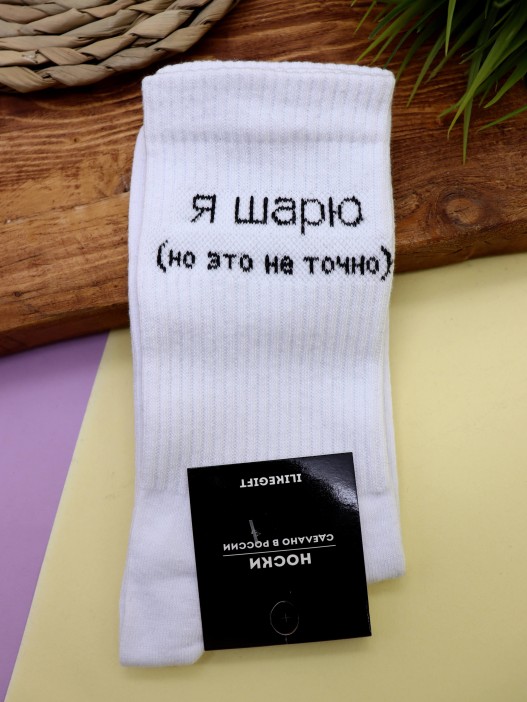 я шарю
(но это не точно)
ILIKEGIFT
СДЕЛАНО В РОССИИ
НОСКИ